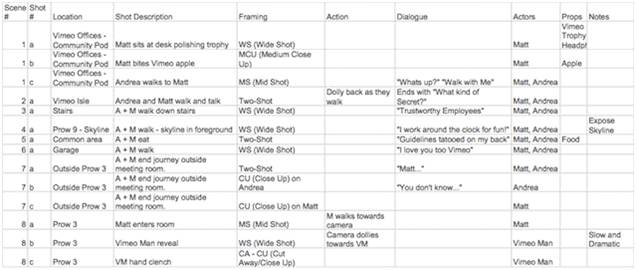 Scene # Shot # Location Shot Description Framing Action Dialogue Actors Props Notes
1 a Vimeo Offices - Community Pod Matt sits at desk polishing trophy WS (Wide Shot) Matt Vimeo Trophy Headph
1 b Vimeo Offices - Community Pod Matt bites Vimeo apple MCU (Medium Close Up) Matt Apple
1 c Vimeo Offices - Community Pod Andrea walks to Matt MS (Mid Shot) "Whats up?" "Walk with Me" Matt, Andrea
2 a Vimeo Isle Andrea and Matt walk and talk Two-Shot Dolly back as they walk Ends with "What kind of Secret?" Matt, Andrea
3 a Stairs A + M walk down stairs WS (Wide Shot) "Trustworthy Employees" Matt, Andrea
4 a Prow 9 - Skyline A + M walk - skyline in foreground WS (Wide Shot) "I work around the clock for fun!" Matt, Andrea Expose Skyline
5 a Common area A + M eat Two-Shot "Guidelines tatooed on my back" Matt, Andrea Food
6 a Garage A + M walk WS (Wide Shot) "I love you too Vimeo" Matt, Andrea
7 a Outside Prow 3 A + M end journey outside meeting room. Two-Shot "Matt..." Matt, Andrea
7 b Outside Prow 3 A + M end journey outside meeting room. CU (Close Up) on Andrea "You don't know..." Andrea
7 c Outside Prow 3 A + M end journey outside meeting room. CU (Close Up) on Matt Matt
8 a Prow 3 Matt enters room MS (Mid Shot) M walks towards camera Matt
8 b Prow 3 Vimeo Man reveal WS (Wide Shot) Camera dollies towards VM Vimeo Man Slow and Dramatic
8 c Prow 3 VM hand clench CA - CU (Cut Away/Close Up) Vimeo Man